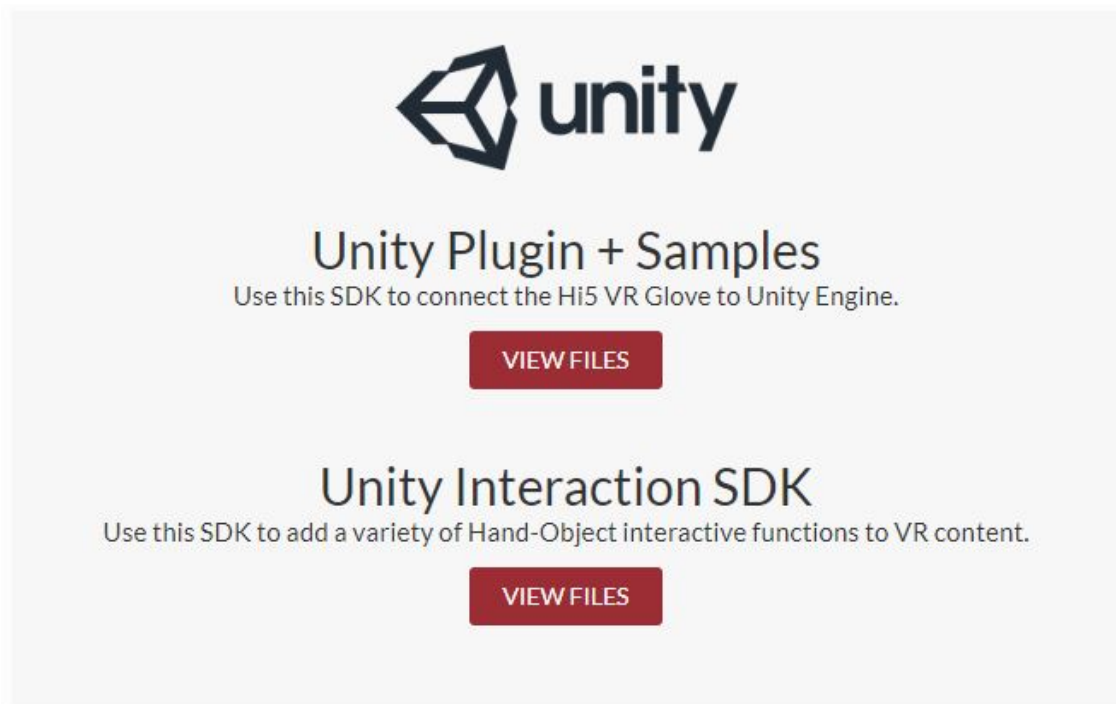 unity
Unity Plugin + Samples
Use this SDK to connect the Hi5 VR Glove to Unity Engine.
VIEW FILES
Unity Interaction SDK
Use this SDK to add a variety of Hand-Object interactive functions to VR content.
VIEW FILES